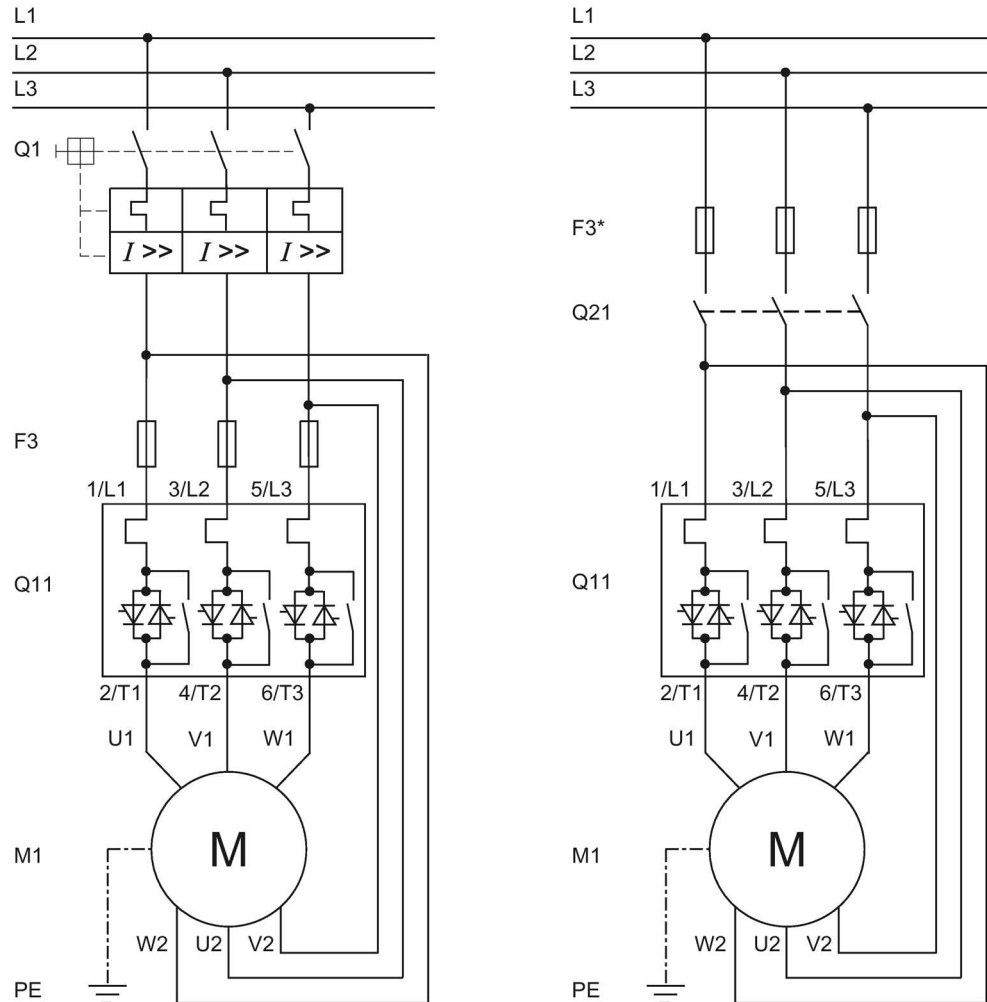 L1
L2
L3
Q1
I >> I >> I >>
F3
1/L1 3/L2 5/L3
Q11
2/T1 4/T2 6/T3
U1 V1 W1
M1
M
W2 U2 V2
PE
L1
L2
L3
F3*
Q21
1/L1 3/L2 5/L3
Q11
2/T1 4/T2 6/T3
U1 V1 W1
M1
M
W2 U2 V2
PE